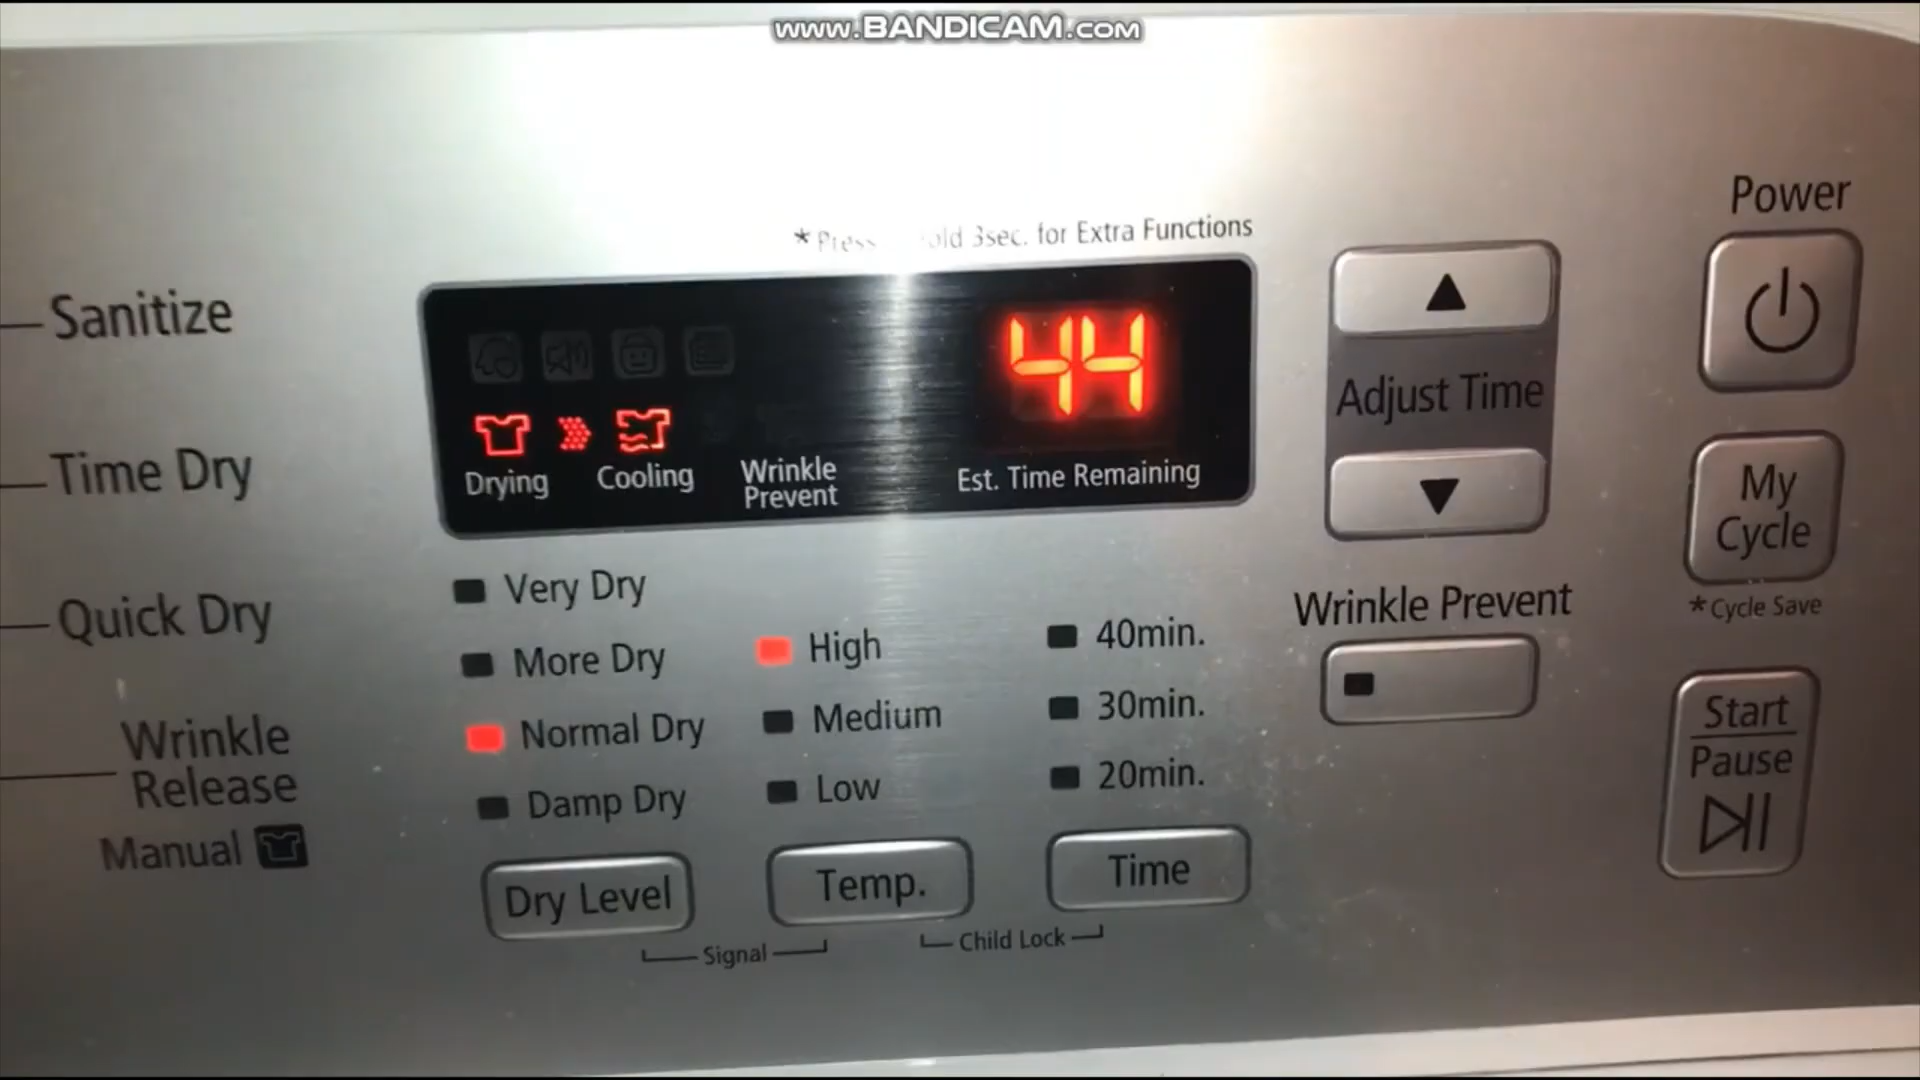 www.BANDICAM.com
Power
* Press Hold 3sec. for Extra Functions
Sanitize
44
Adjust Time
Time Dry
Drying
Cooling
Wrinkle
Prevent
Est. Time Remaining
My
Cycle
* Cycle Save
Quick Dry
Very Dry
More Dry
Normal Dry
Damp Dry
High
Medium
Low
40min.
30min.
20min.
Wrinkle Prevent
Wrinkle
Release
Manual
Start
Pause
Dry Level
Temp.
Time
Signal
Child Lock